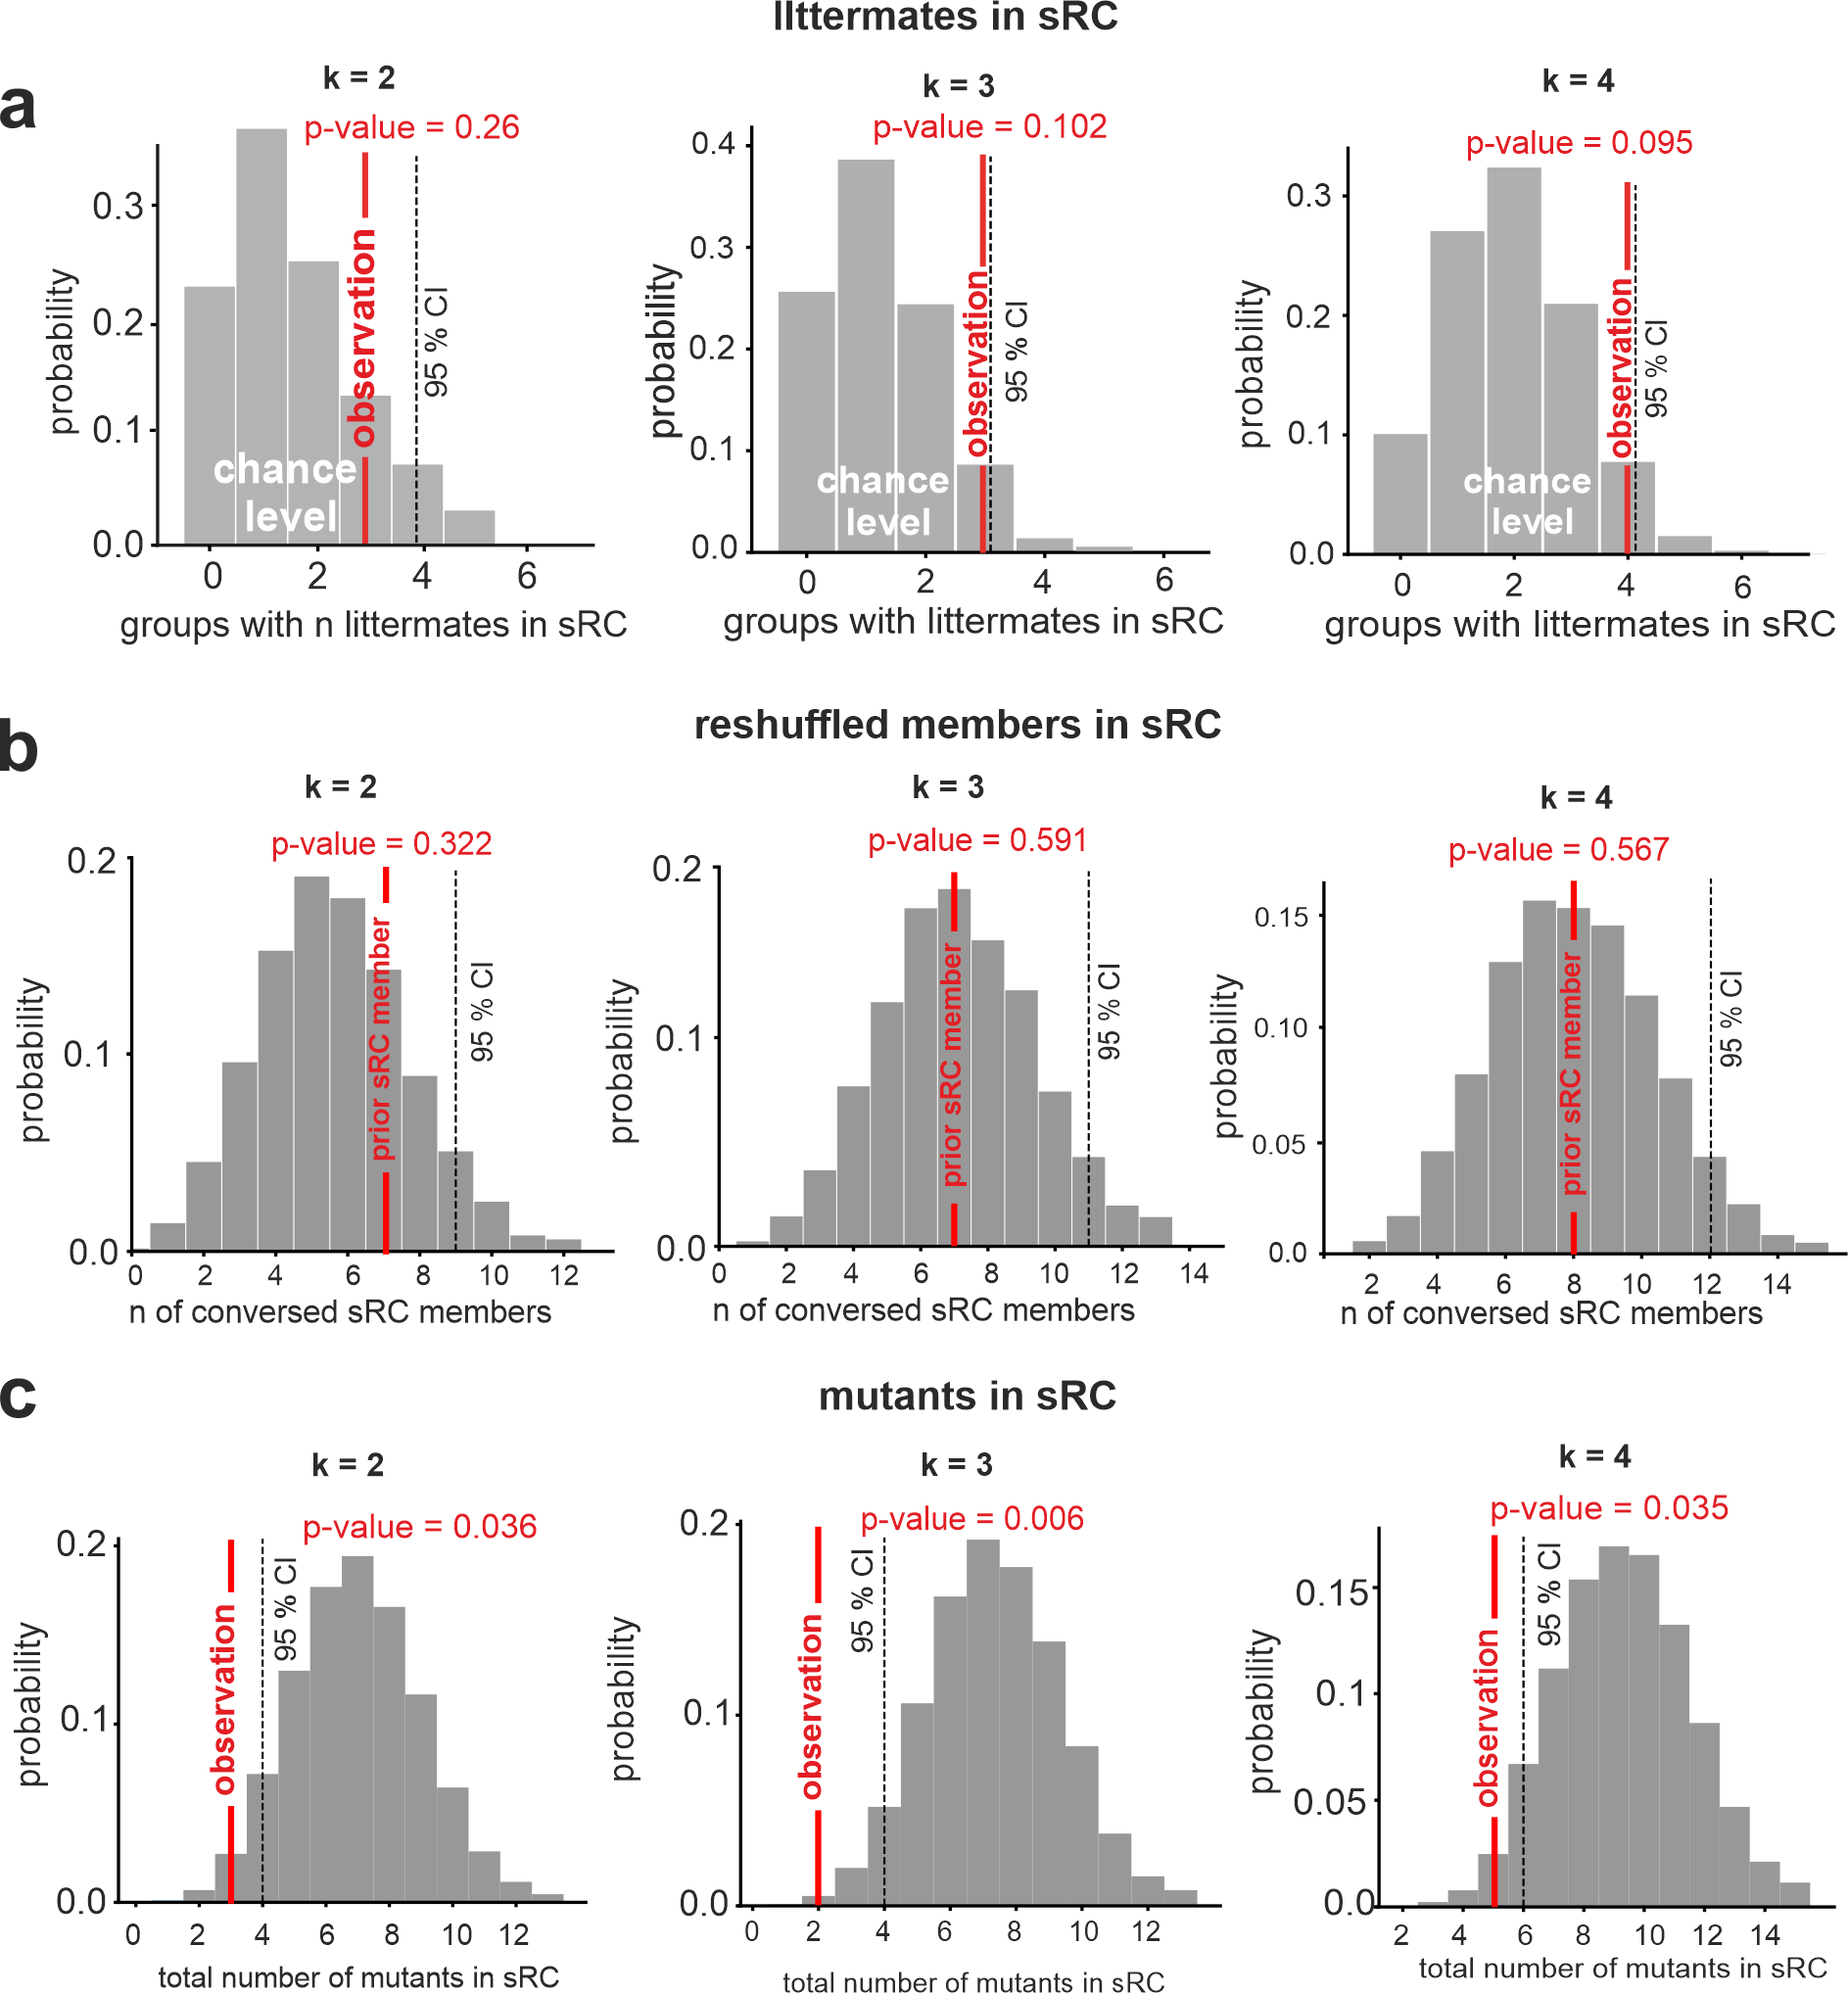 lIttermates in sRC
a
k = 2
p-value = 0.26
probability
0.3
0.2
0.1
0.0
chance
level
observation
95 % CI
0 2 4 6
groups with n littermates in sRC
k = 3
p-value = 0.102
probability
0.4
0.3
0.2
0.1
0.0
chance
level
observation
95 % CI
0 2 4 6
groups with littermates in sRC
k = 4
p-value = 0.095
probability
0.3
0.2
0.1
0.0
chance
level
observation
95 % CI
0 2 4 6
groups with littermates in sRC
b
reshuffled members in sRC
k = 2
p-value = 0.322
probability
0.2
0.1
0.0
prior sRC member
95 % CI
0 2 4 6 8 10 12
n of conversed sRC members
k = 3
p-value = 0.591
probability
0.2
0.1
0.0
prior sRC member
95 % CI
0 2 4 6 8 10 12 14
n of conversed sRC members
k = 4
p-value = 0.567
probability
0.15
0.10
0.05
0.0
prior sRC member
95 % CI
2 4 6 8 10 12 14
n of conversed sRC members
c
mutants in sRC
k = 2
p-value = 0.036
probability
0.2
0.1
0.0
observation
95 % CI
0 2 4 6 8 10 12
total number of mutants in sRC
k = 3
p-value = 0.006
probability
0.2
0.1
0.0
observation
95 % CI
0 2 4 6 8 10 12
total number of mutants in sRC
k = 4
p-value = 0.035
probability
0.15
0.1
0.05
0.0
observation
95 % CI
2 4 6 8 10 12 14
total number of mutants in sRC